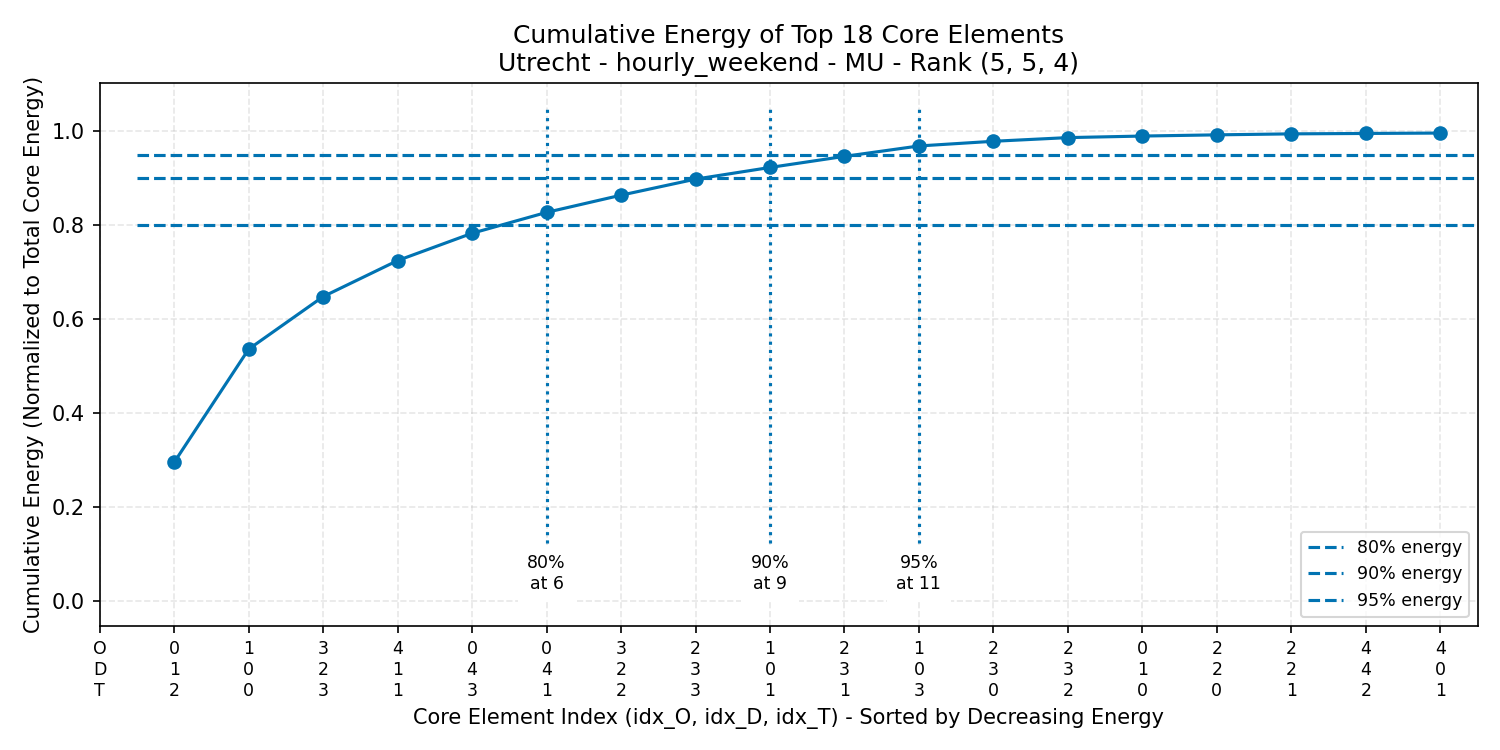 Cumulative Energy of Top 18 Core Elements
Utrecht - hourly_weekend - MU - Rank (5, 5, 4)
Cumulative Energy (Normalized to Total Core Energy)
1.0
0.8
0.6
0.4
0.2
0.0
80%
at 6
90%
at 9
95%
at 11
80% energy
90% energy
95% energy
O 0 1 3 4 0 0 3 2 1 2 1 2 2 0 2 2 4 4
D 1 0 2 1 4 4 2 3 0 3 0 3 3 1 2 2 4 0
T 2 0 3 1 3 1 2 3 1 1 3 0 2 0 0 1 2 1
Core Element Index (idx_O, idx_D, idx_T) - Sorted by Decreasing Energy